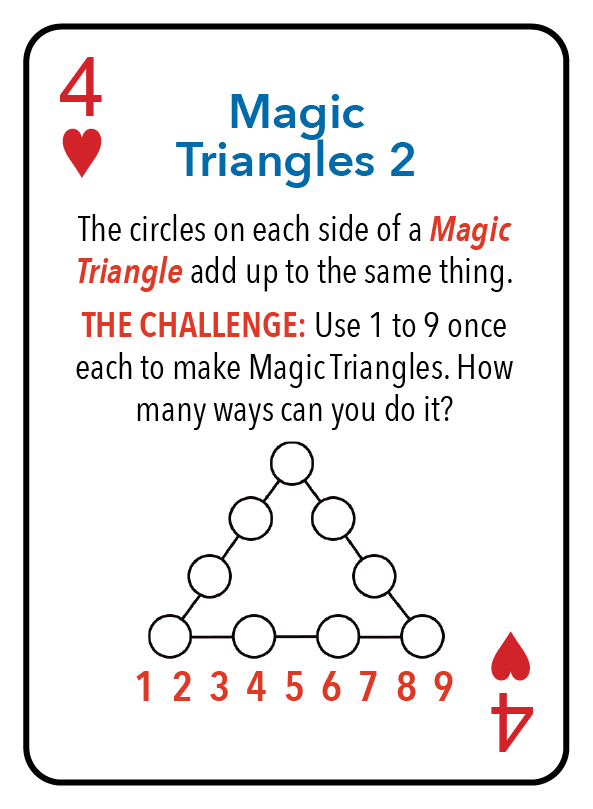 4
Magic
Triangles 2
The circles on each side of a Magic
Triangle add up to the same thing.
THE CHALLENGE: Use 1 to 9 once
each to make Magic Triangles. How
many ways can you do it?
1 2 3 4 5 6 7 8 9
4